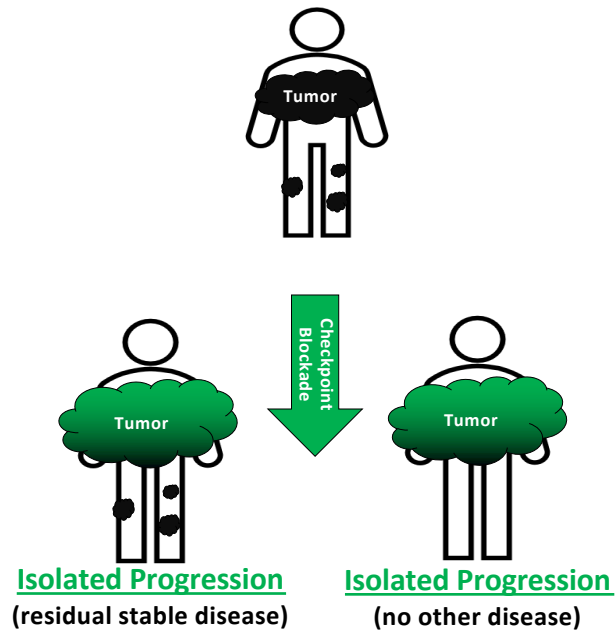 Tumor
Checkpoint
Blockade
Tumor
Tumor
Isolated Progression
(residual stable disease)
Isolated Progression
(no other disease)